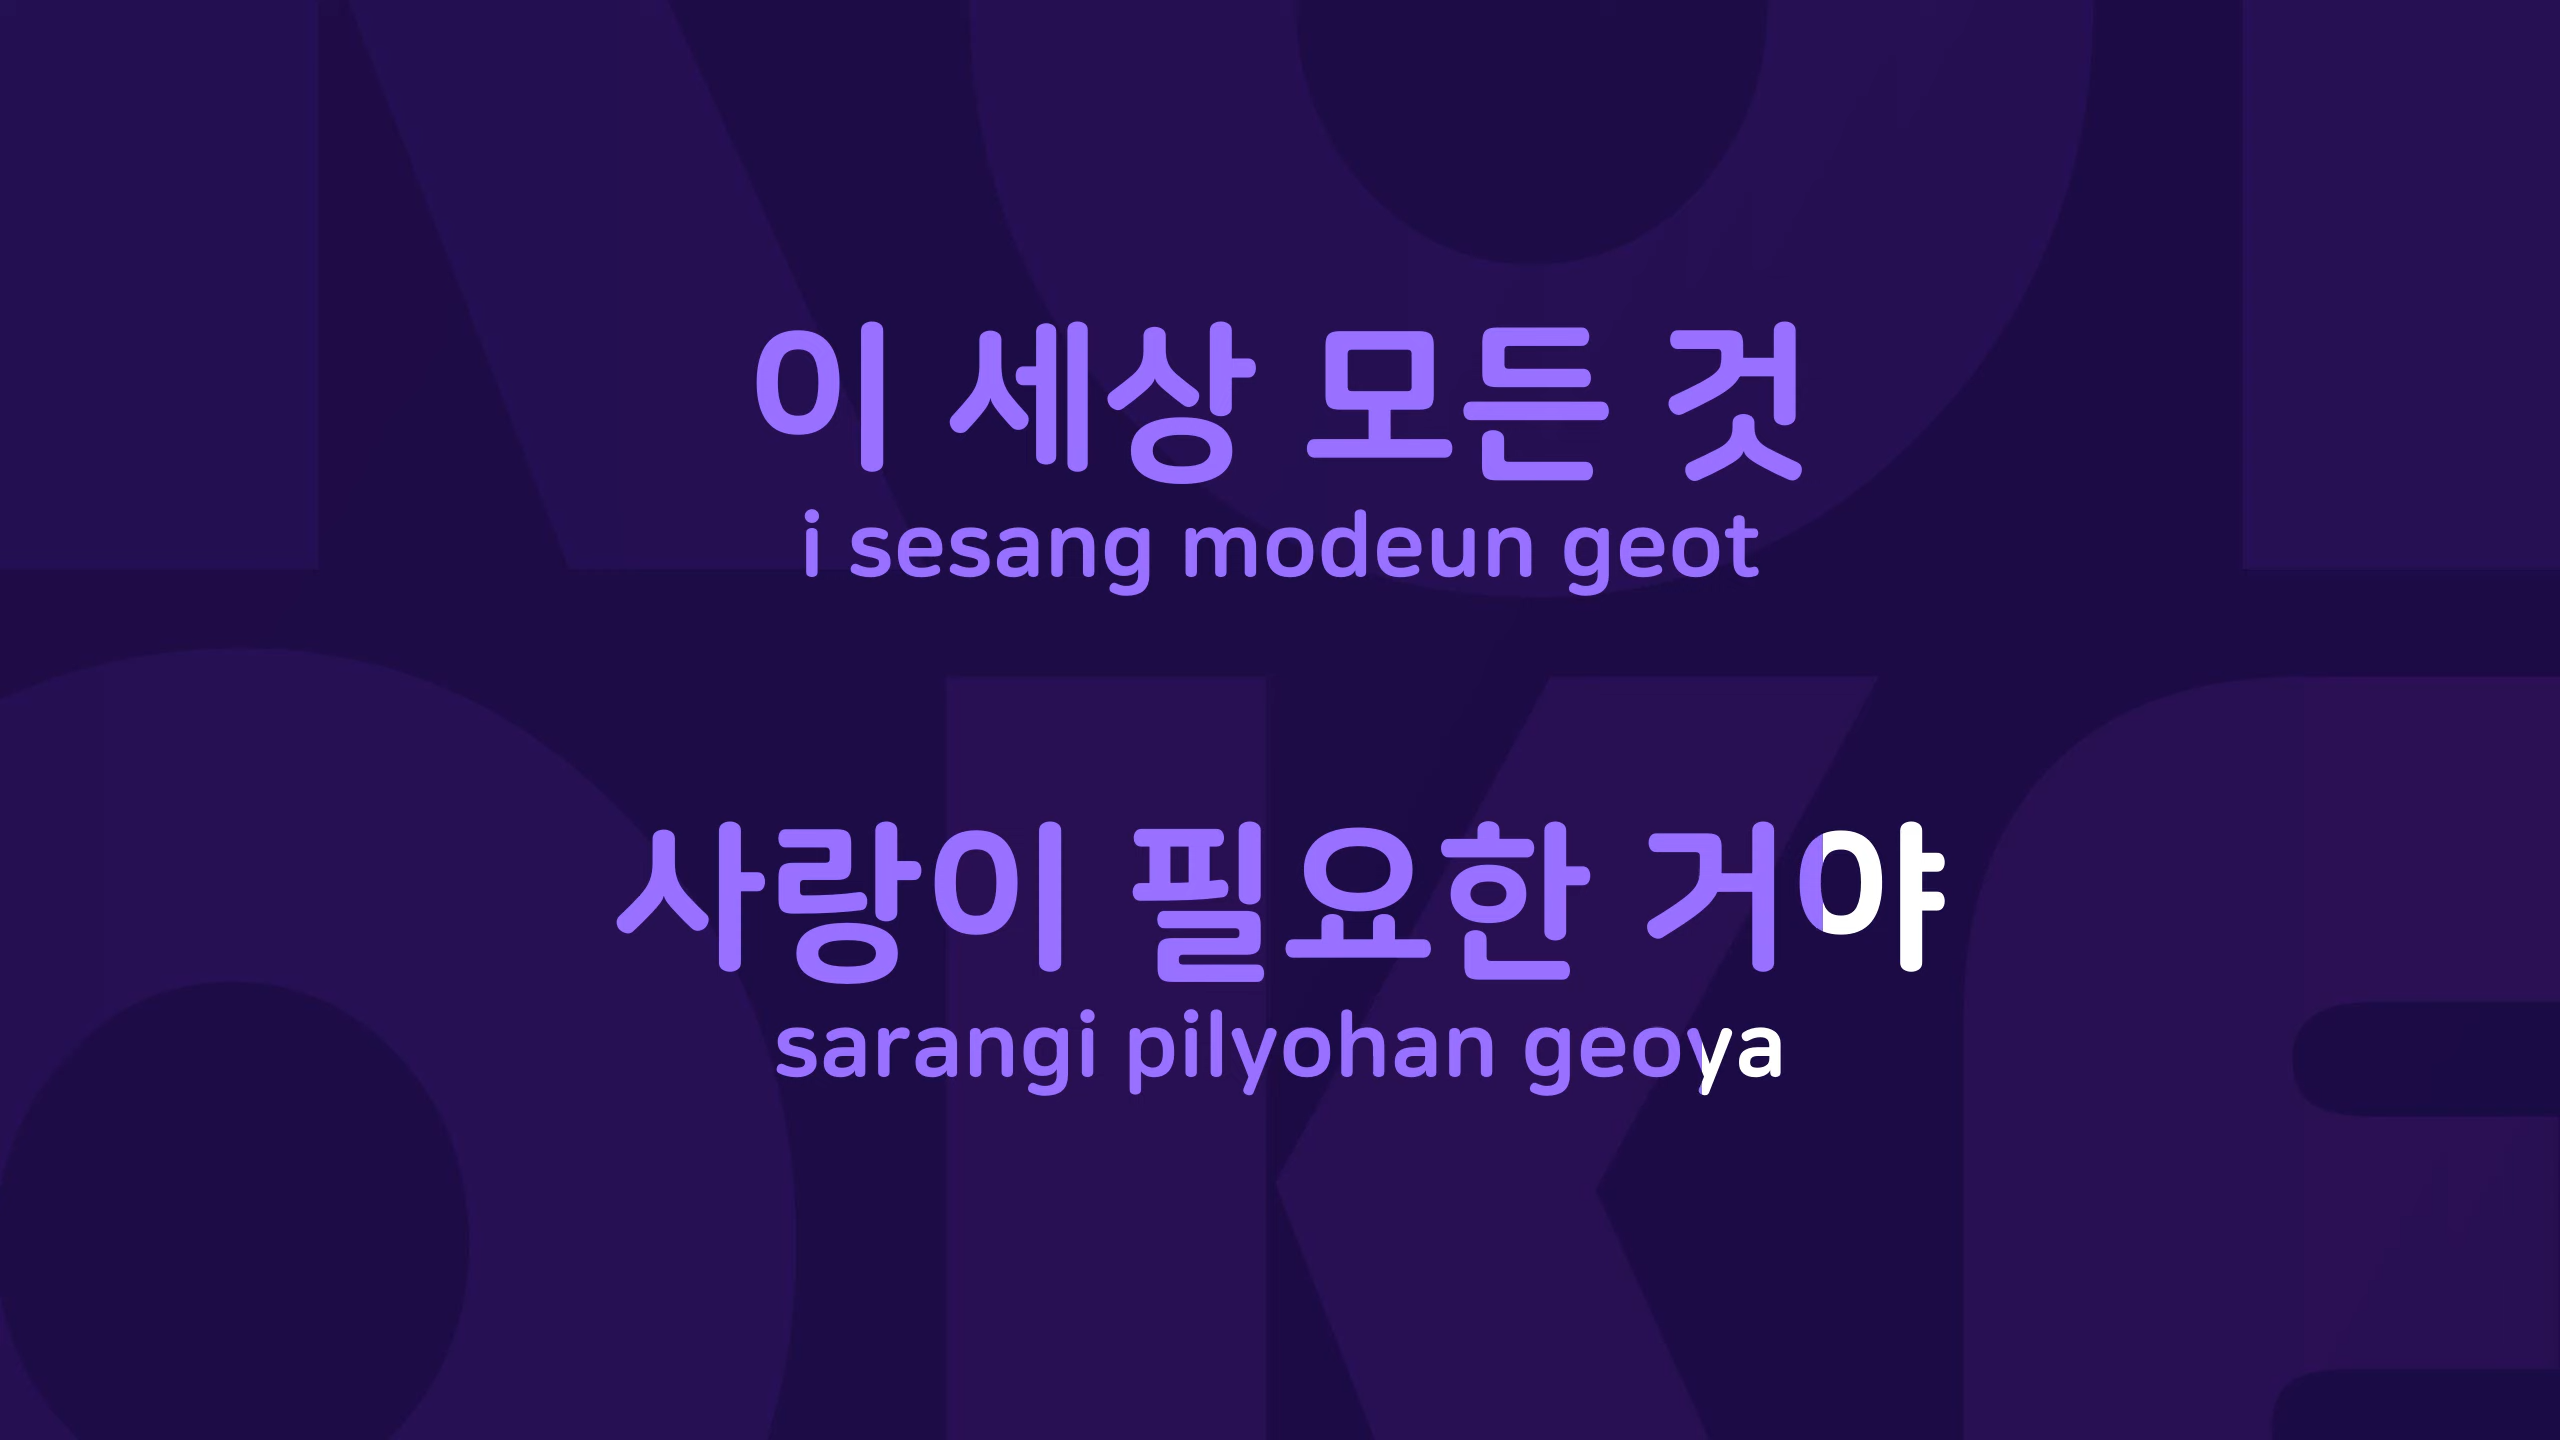 이 세상 모든 것
i sesang modeun geot
사랑이 필요한 거야
sarangi pilyohan geoya